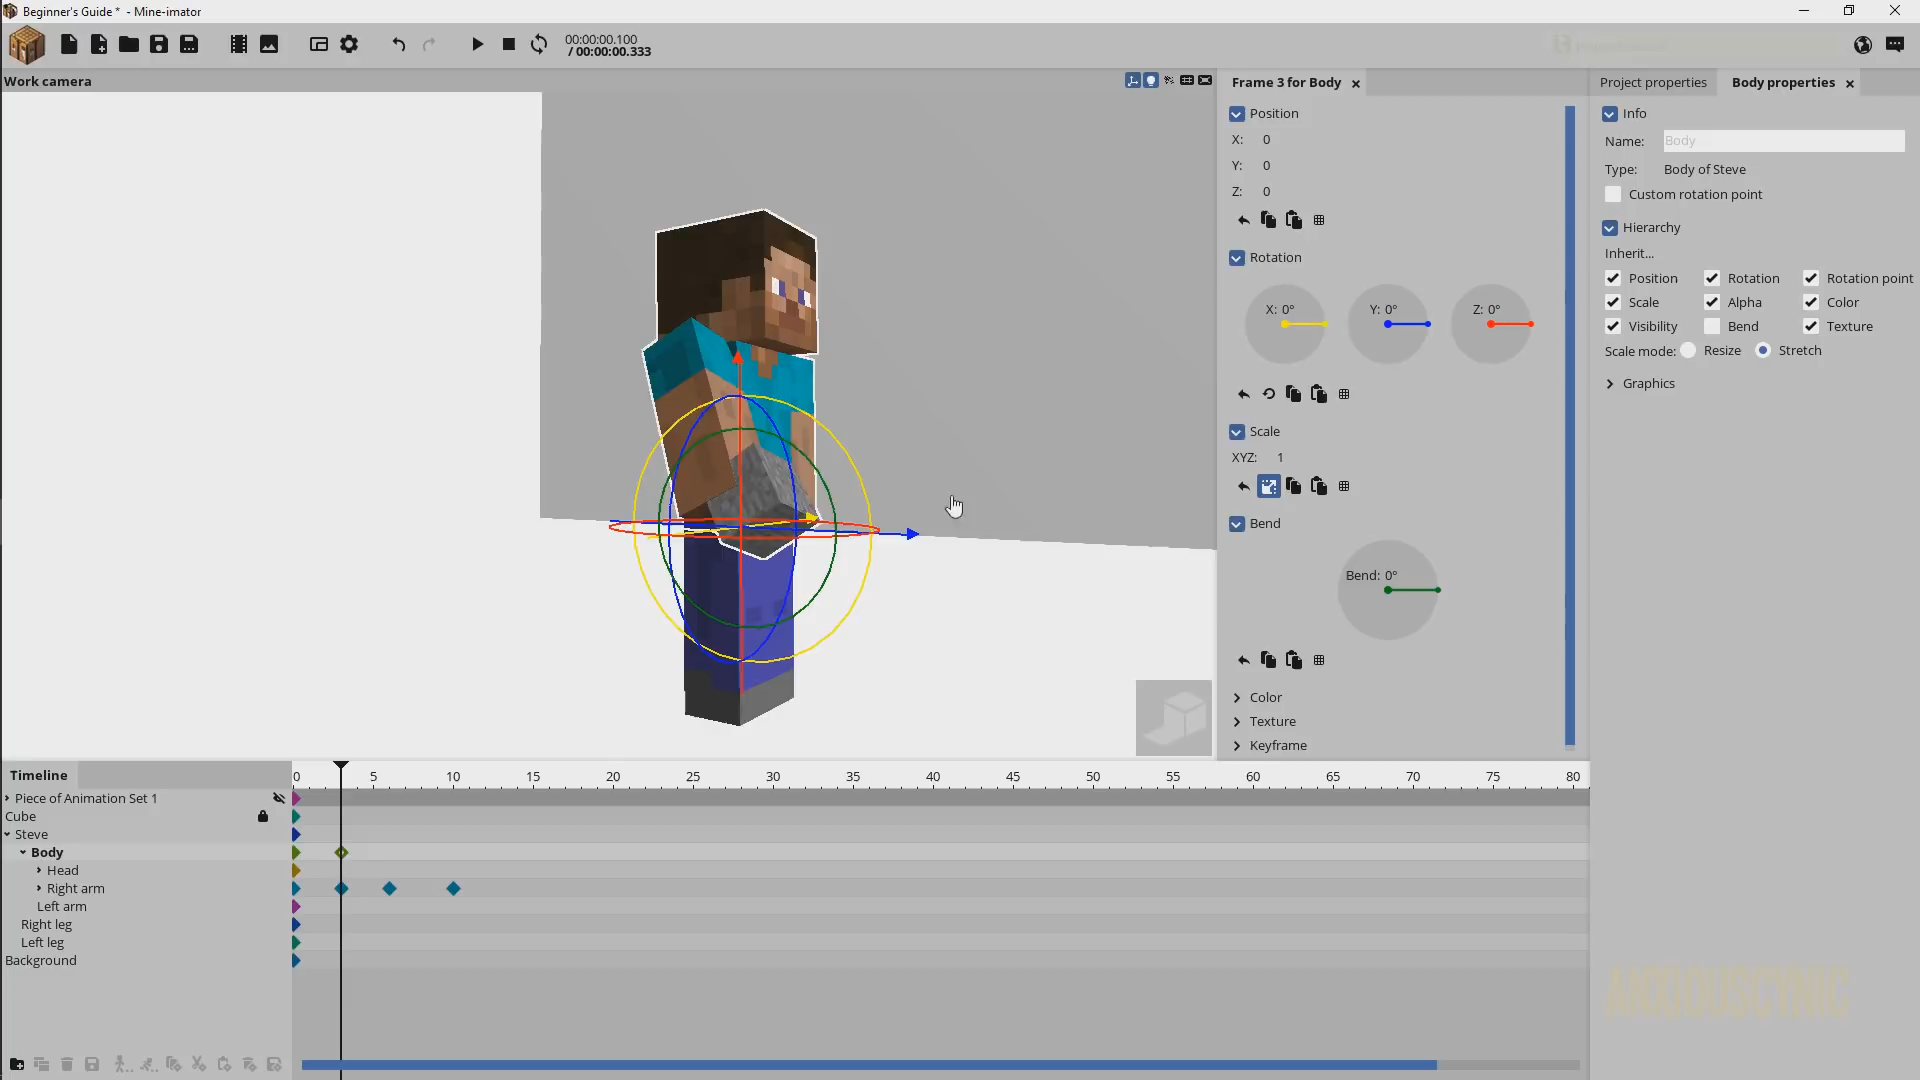 Beginner's Guide * - Mine-imator
00:00:00.100
/ 00:00:00.333
Work camera
Frame 3 for Body
Position
X: 0
Y: 0
Z: 0
Rotation
X: 0° Y: 0° Z: 0°
Scale
XYZ: 1
Bend
Bend: 0°
Color
Texture
Keyframe
Project properties Body properties
Info
Name: Body
Type: Body of Steve
Custom rotation point
Hierarchy
Inherit...
Position Rotation Rotation point
Scale Alpha Color
Visibility Bend Texture
Scale mode: Resize Stretch
Graphics
Timeline
0 5 10 15 20 25 30 35 40 45 50 55 60 65 70 75 80
Piece of Animation Set 1
Cube
Steve
Body
Head
Right arm
Left arm
Right leg
Left leg
Background
ANXIOUSCYNIC